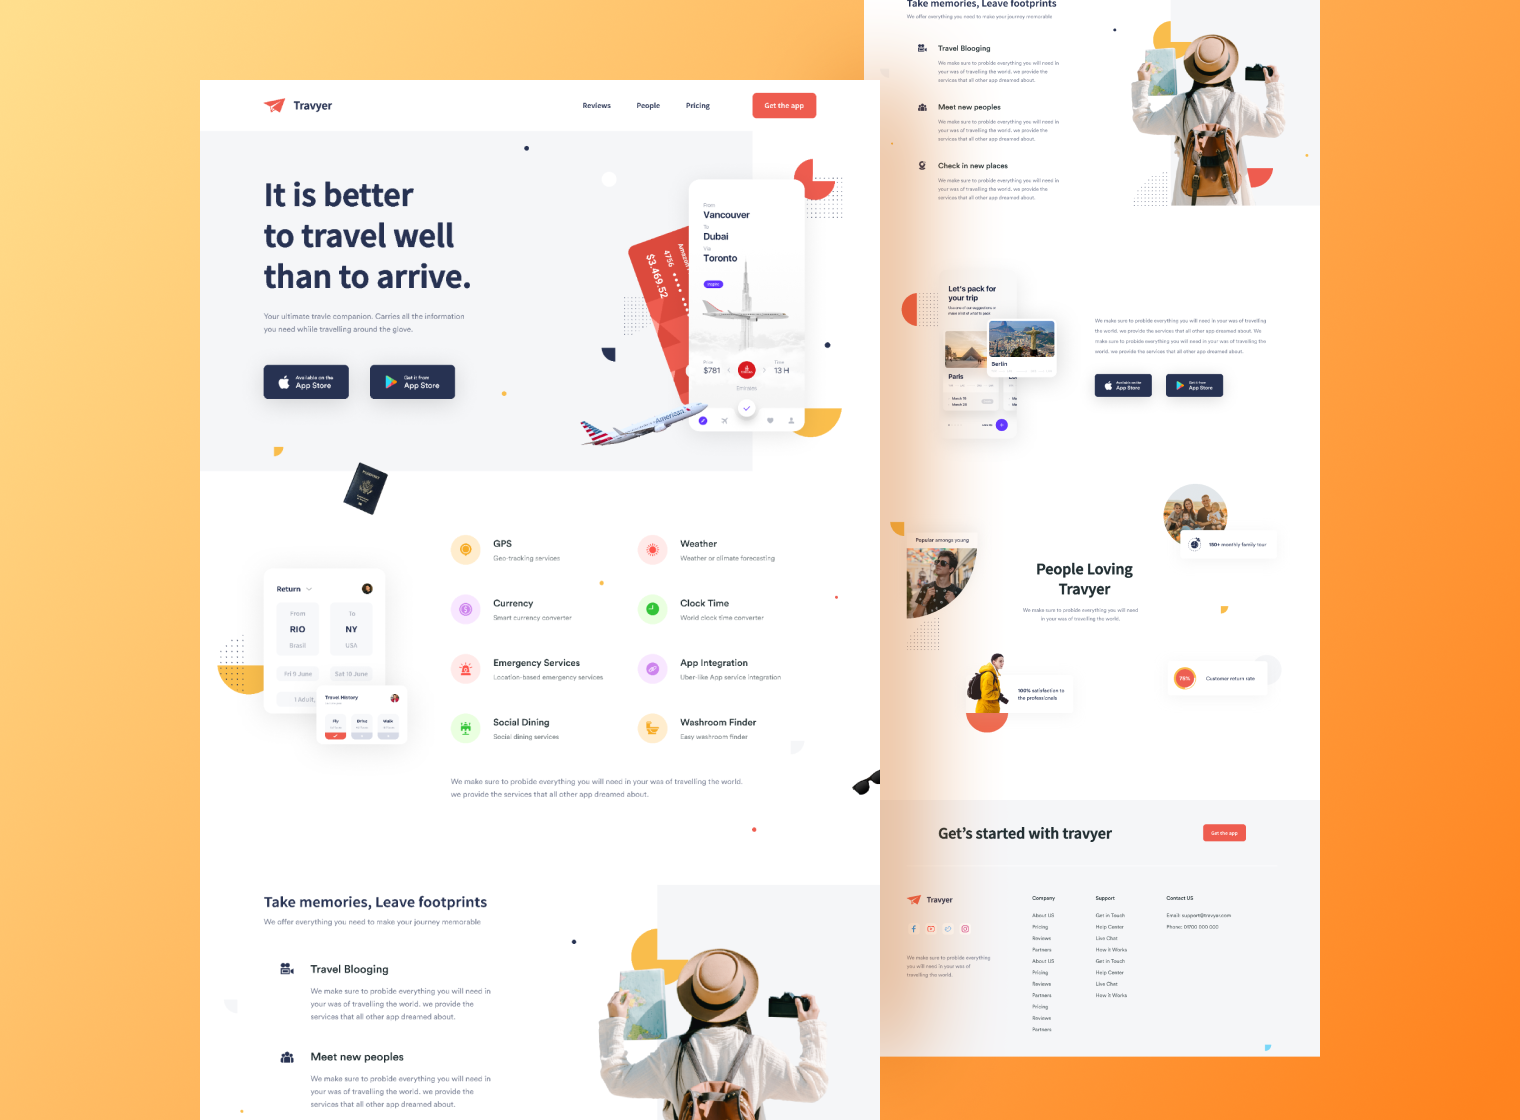 Travyer
Reviews
People
Pricing
Get the app
It is better
to travel well
than to arrive.
Your ultimate travle companion. Carries all the information
you need while travelling around the glove.
Available on the
App Store
Get it from
App Store
4756
$3,469.52
From
Vancouver
To
Dubai
Via
Toronto
Price
$781
Time
13 H
Emirates
American
PASSPORT
Return
From
RIO
Brasil
To
NY
USA
Fri 5 June
Sat 13 June
1 Adult,
Travel History
Fly
Drive
Walk
GPS
Geo-tracking services
Weather
Weather or climate forecasting
Currency
Smart currency converter
Clock Time
World clock time converter
Emergency Services
Location-based emergency services
App Integration
Uber-like App service integration
Social Dining
Social dining services
Washroom Finder
Easy washroom finder
We make sure to probide everything you will need in your was of travelling the world.
we provide the services that all other app dreamed about.
Take memories, Leave footprints
We offer everything you need to make your journey memorable
Travel Blooging
We make sure to probide everything you will need in
your was of travelling the world. we provide the
services that all other app dreamed about.
Meet new peoples
We make sure to probide everything you will need in
your was of travelling the world. we provide the
services that all other app dreamed about.
Take memories, Leave footprints
We offer everything you need to make your journey memorable
Travel Blooging
We make sure to probide everything you will need in
your was of travelling the world. we provide the
services that all other app dreamed about.
Meet new peoples
We make sure to probide everything you will need in
your was of travelling the world. we provide the
services that all other app dreamed about.
Check in new places
We make sure to probide everything you will need in
your was of travelling the world. we provide the
services that all other app dreamed about.
Let's pack for
your trip
Paris
Berlin
March 15
March 20
We make sure to probide everything you will need in your was of travelling
the world. we provide the services that all other app dreamed about. We
make sure to probide everything you will need in your was of travelling the
world. we provide the services that all other app dreamed about.
Available on the
App Store
Get it from
App Store
Popular amongs young
150+ monthly family tour
People Loving
Travyer
We make sure to probide everything you will need
in your was of travelling the world.
100% satisfaction to
the professionals
75%
Customer return rate
Get's started with travyer
Get the app
Travyer
We make sure to probide everything
you will need in your was of
travelling the world.
Company
About US
Pricing
Reviews
Partners
About US
Pricing
Reviews
Partners
Pricing
Reviews
Partners
Support
Get in Touch
Help Center
Live Chat
How it Works
Get in Touch
Help Center
Live Chat
How it Works
Contact US
Email: support@travyer.com
Phone: 01700 000 000